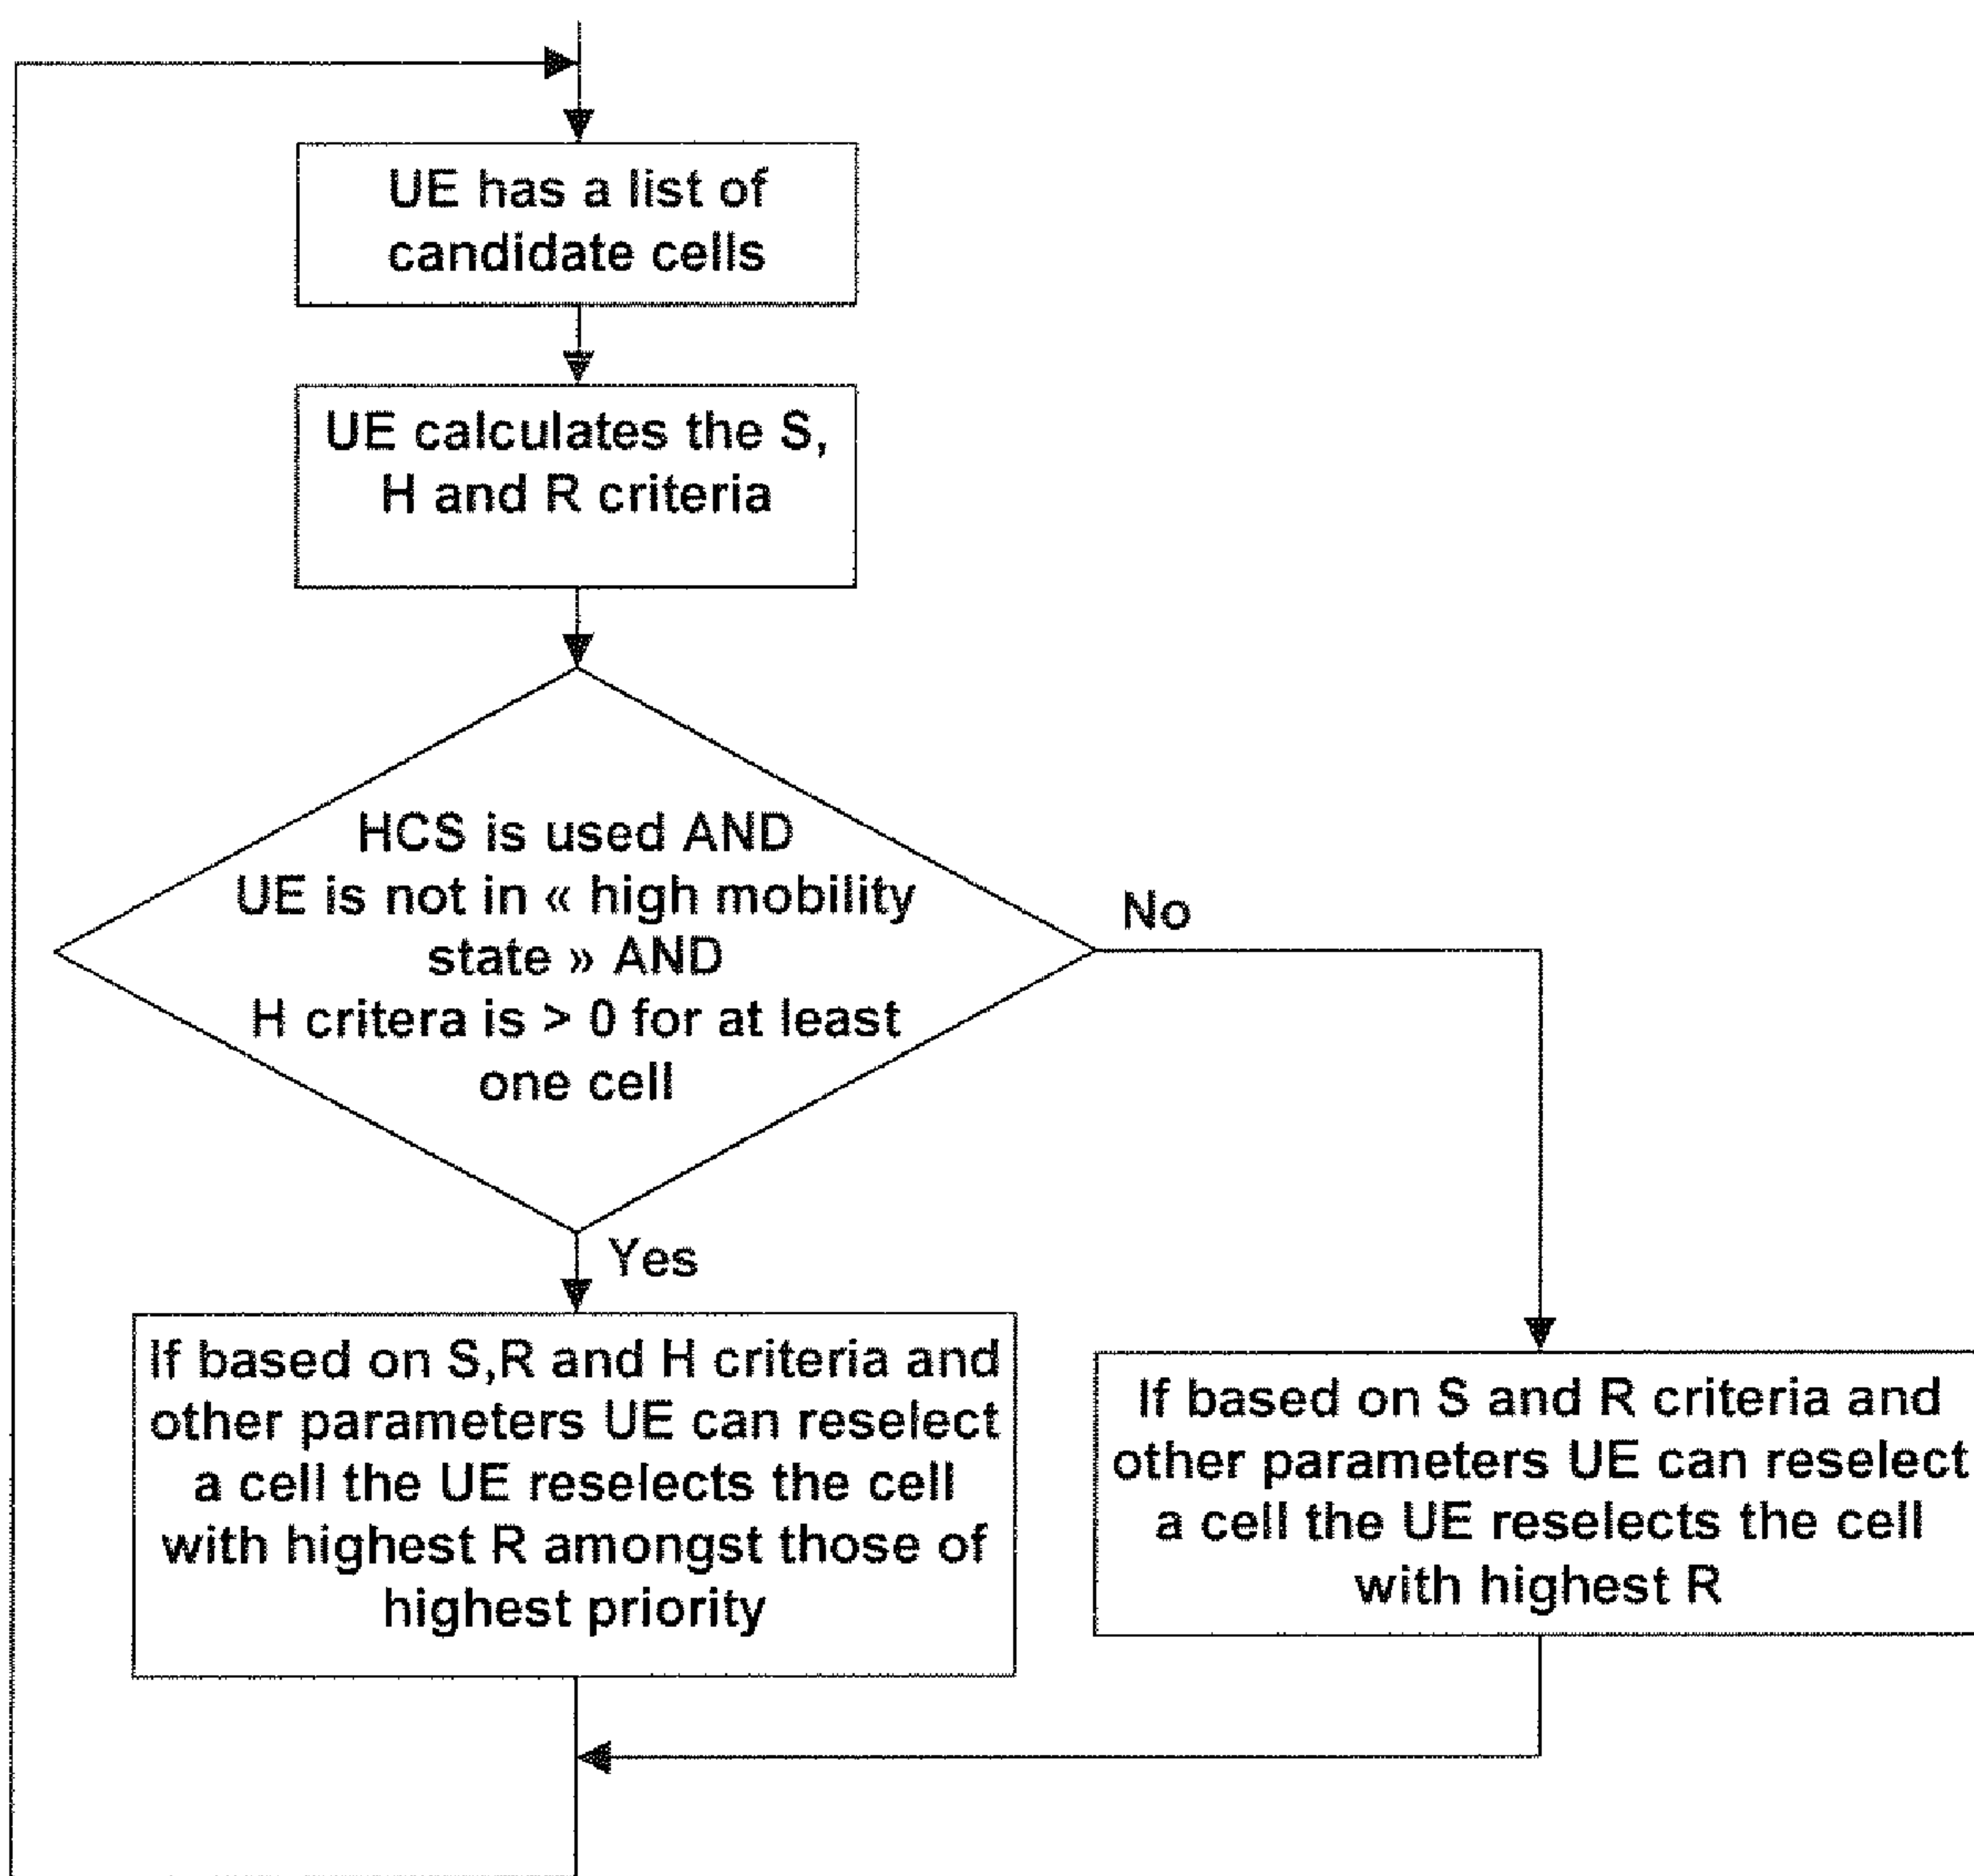 UE has a list of
candidate cells
UE calculates the S,
H and R criteria
HCS is used AND
UE is not in « high mobility
state » AND
H critera is > 0 for at least
one cell
No
Yes
If based on S,R and H criteria and
other parameters UE can reselect
a cell the UE reselects the cell
with highest R amongst those of
highest priority
If based on S and R criteria and
other parameters UE can reselect
a cell the UE reselects the cell
with highest R